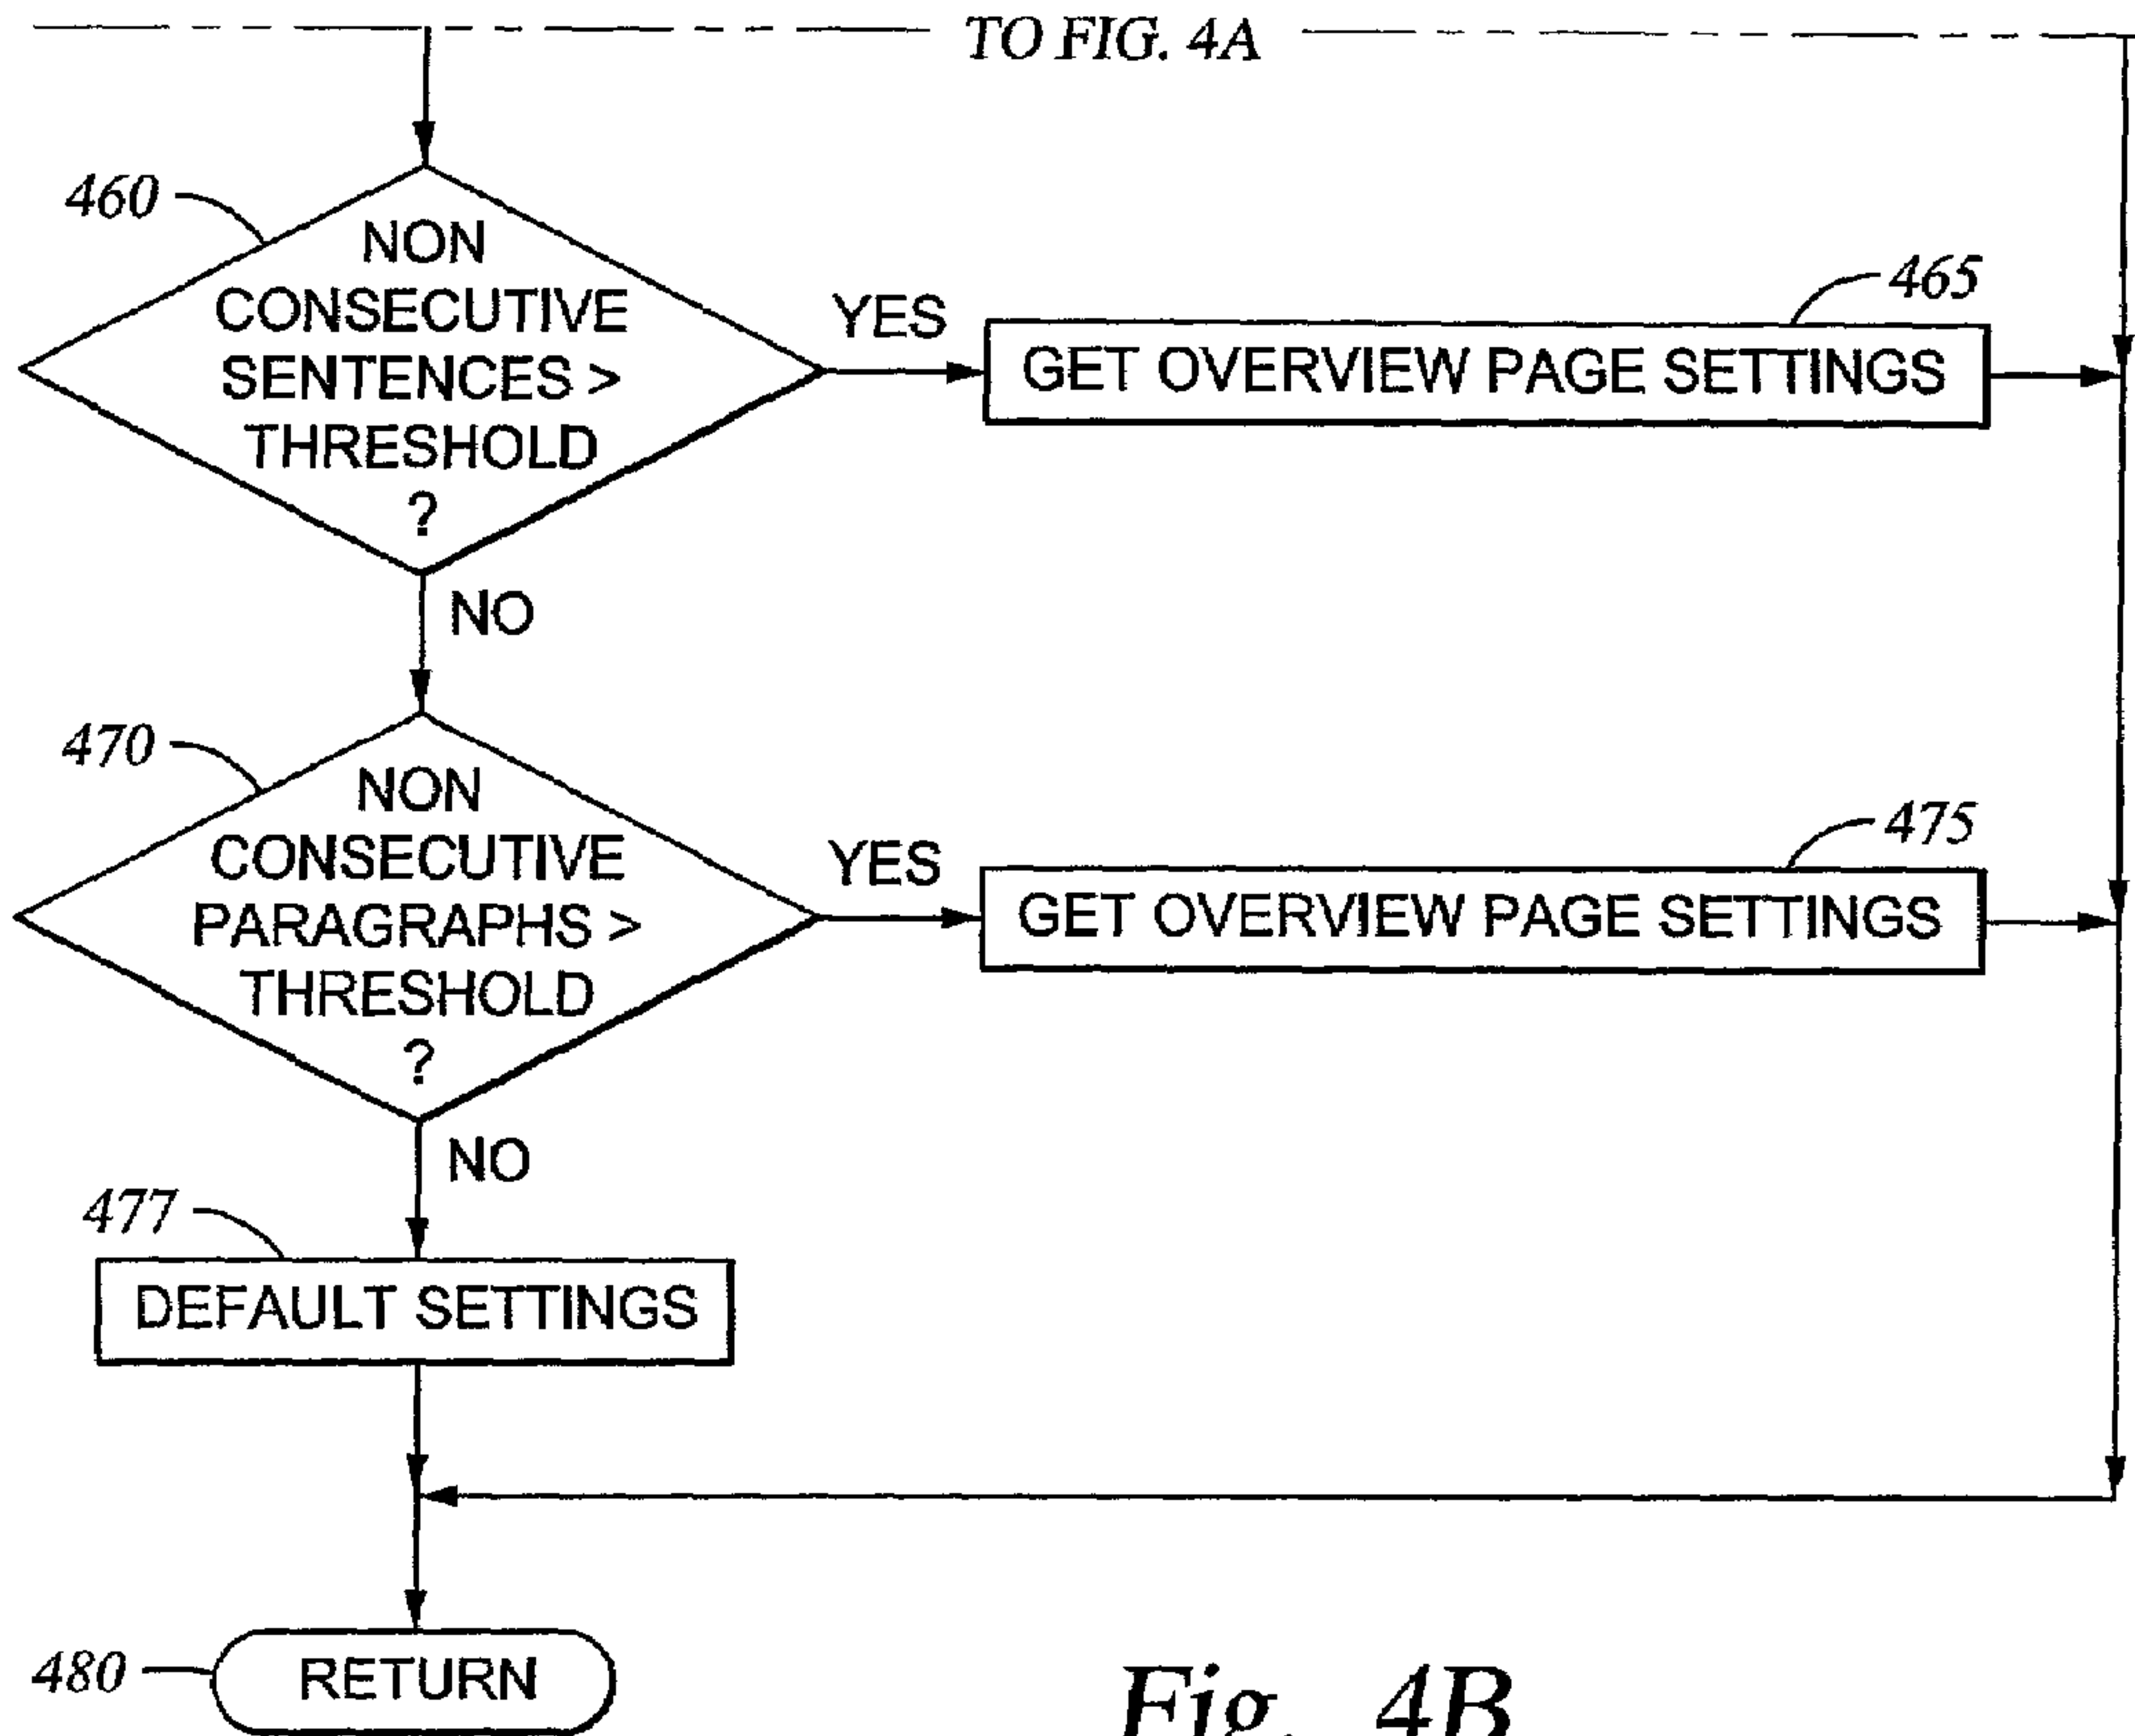 TO FIG. 4A
460
NON
CONSECUTIVE
SENTENCES >
THRESHOLD
?
YES
465
GET OVERVIEW PAGE SETTINGS
NO
470
NON
CONSECUTIVE
PARAGRAPHS >
THRESHOLD
?
YES
475
GET OVERVIEW PAGE SETTINGS
NO
477
DEFAULT SETTINGS
480
RETURN
Fig. 4B